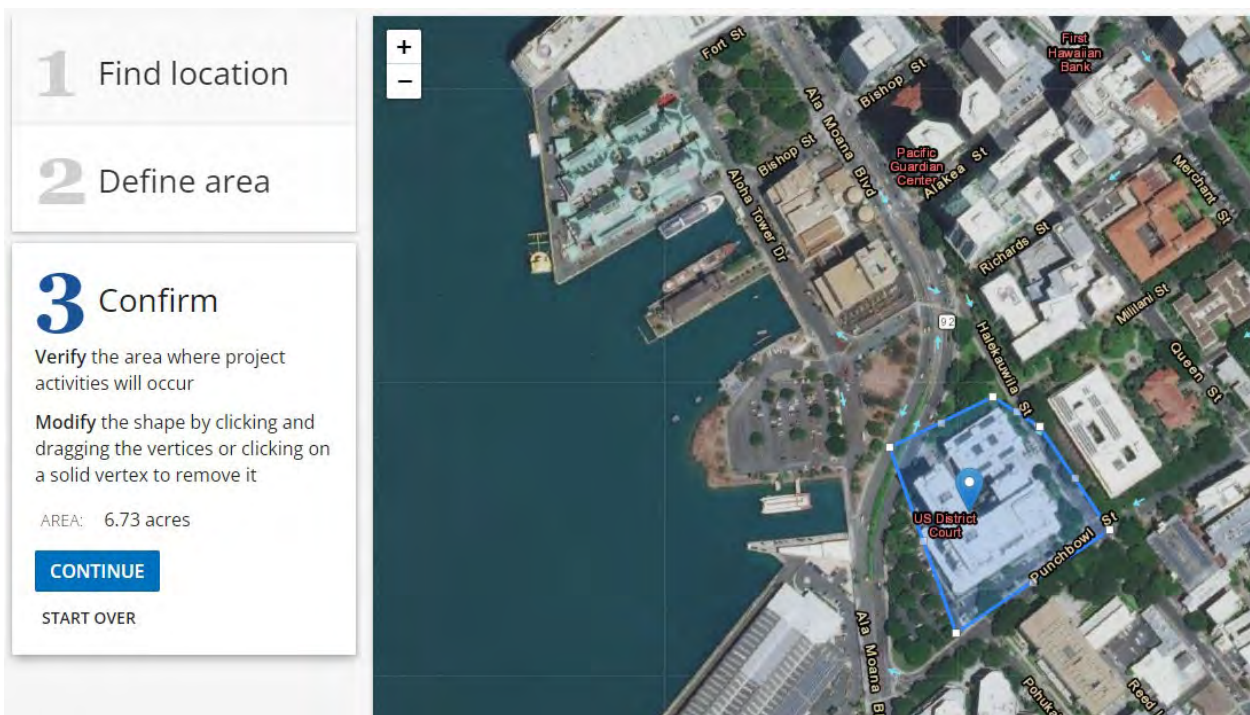 1 Find location
2 Define area
3 Confirm
Verify the area where project
activities will occur
Modify the shape by clicking and
dragging the vertices or clicking on
a solid vertex to remove it
AREA: 6.73 acres
CONTINUE
START OVER
+
−
Fort St
Bishop St
Ala Moana Blvd
First
Hawaiian
Bank
Bishop St
Pacific
Guardian
Center
Alakea St
Merchant St
Aloha Tower Dr
Richards St
Mililani St
92
Halekauwila St
Queen St
US District
Court
Punchbowl St
Ala Moana